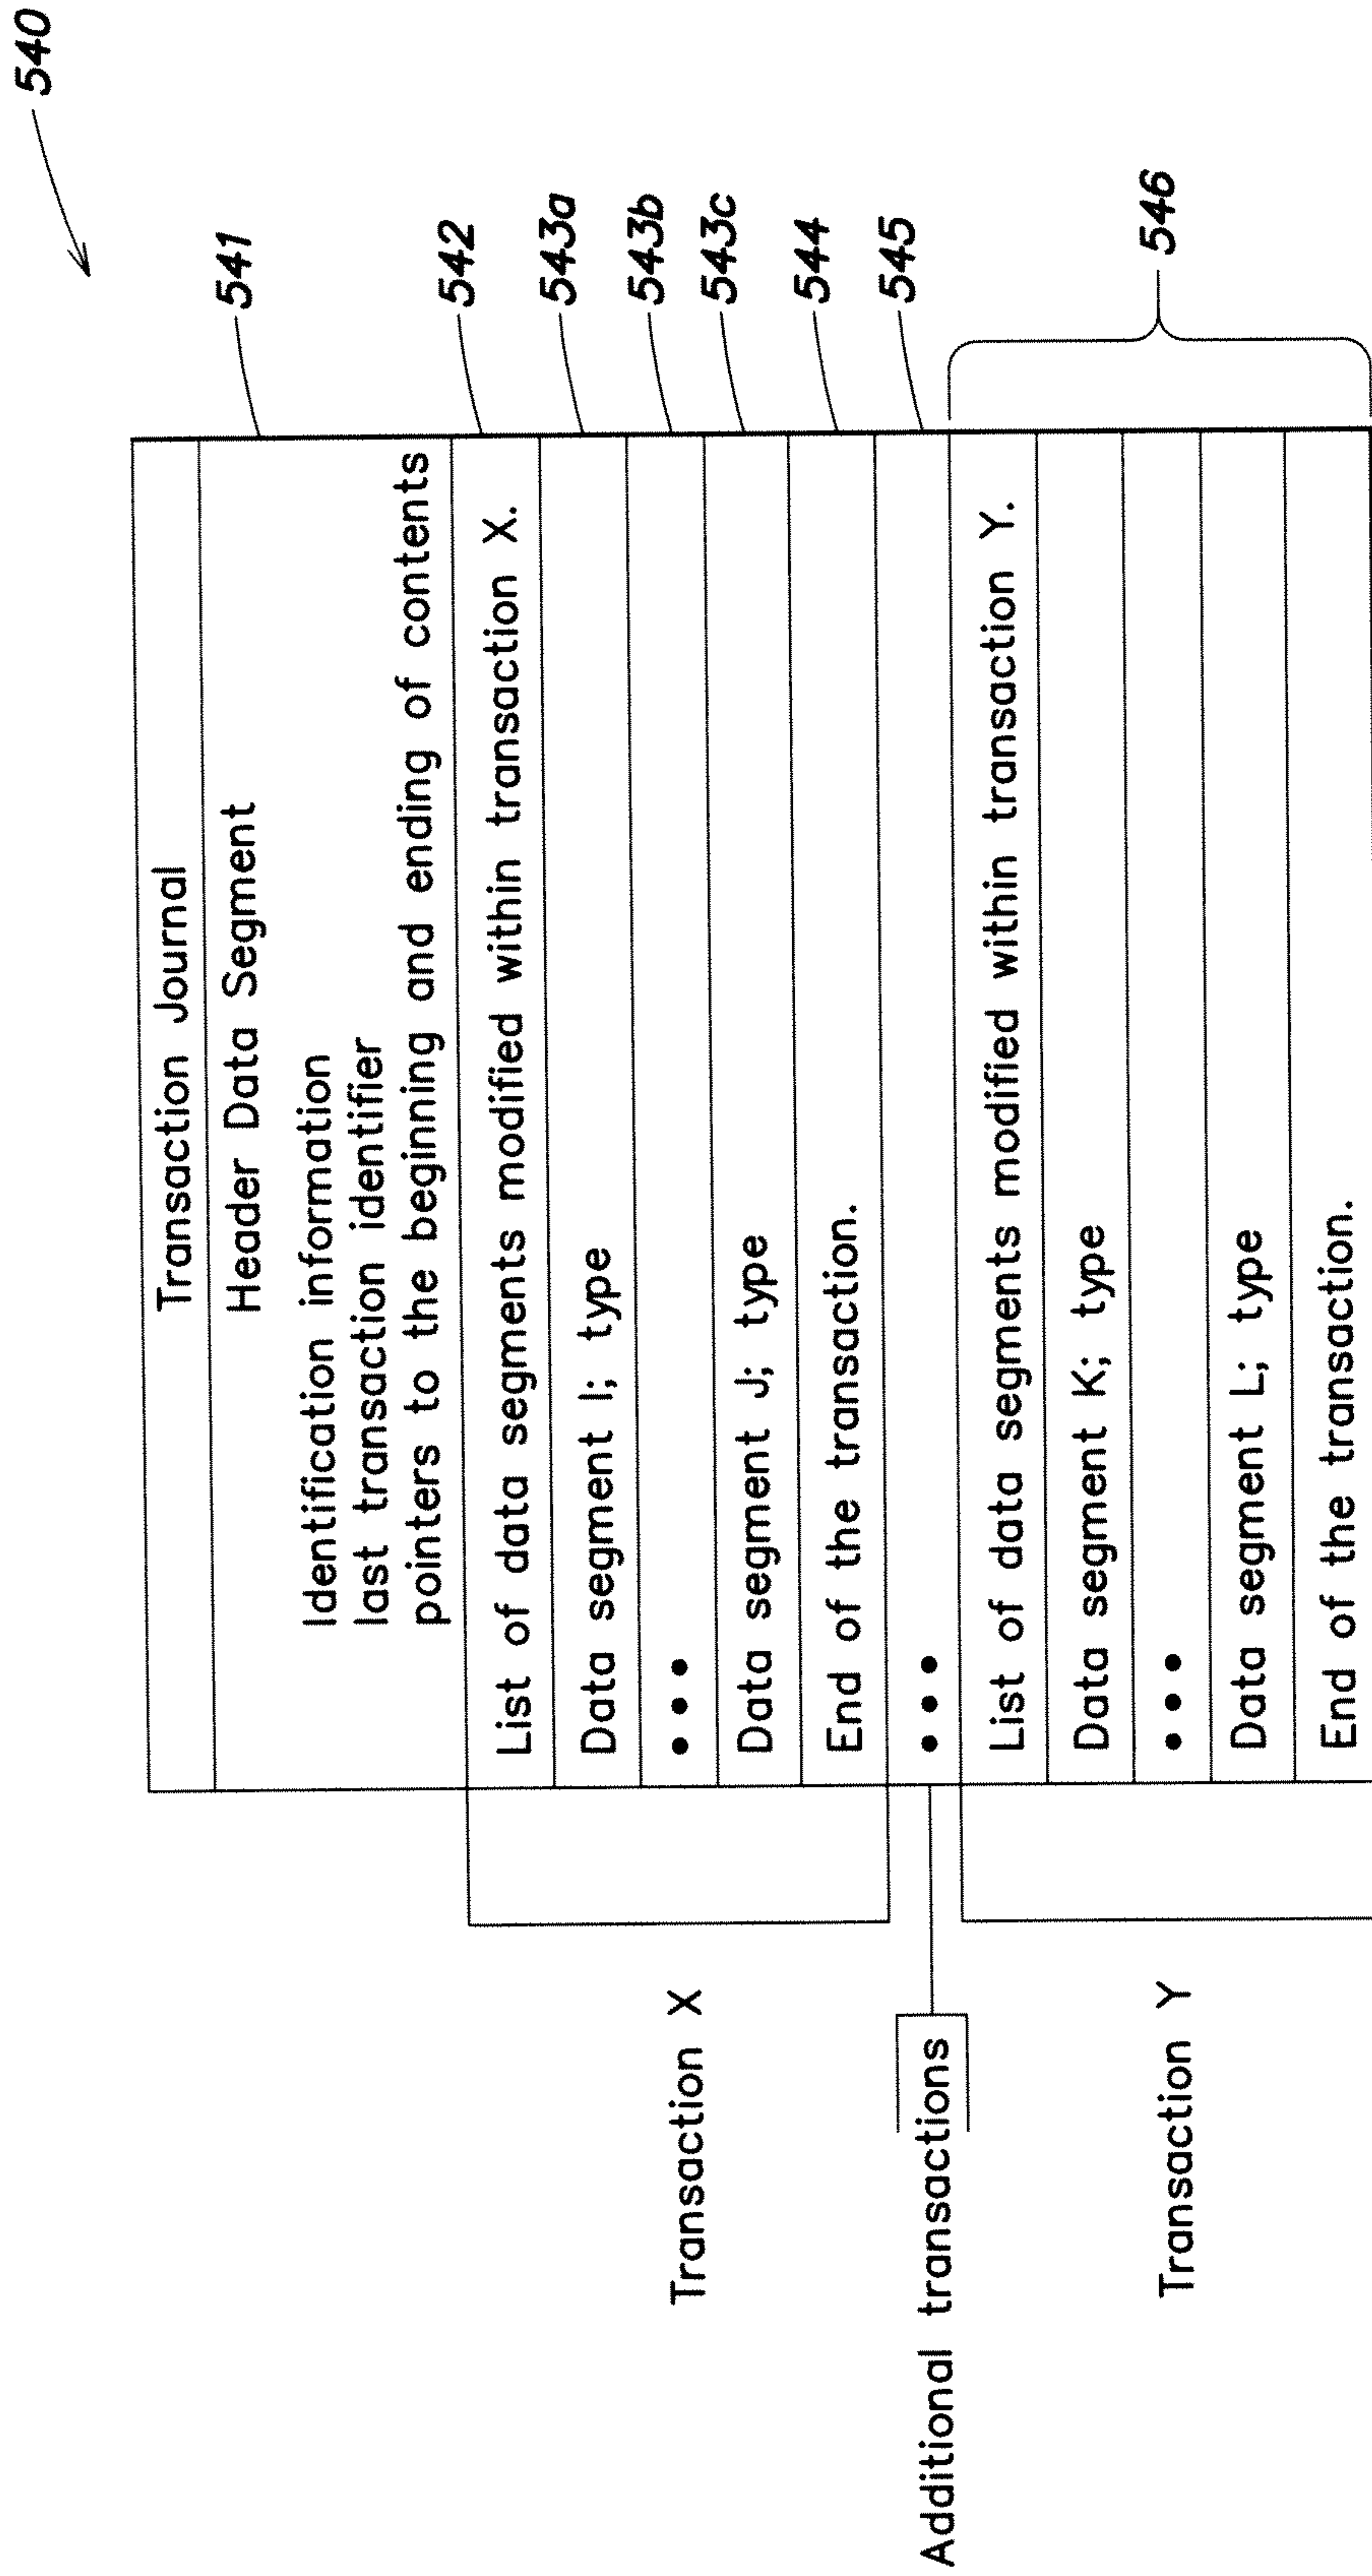 540
Transaction Journal
Header Data Segment
541
Identification information
last transaction identifier
pointers to the beginning and ending of contents
List of data segments modified within transaction X.
542
Data segment I; type
543a
•••
543b
Data segment J; type
543c
End of the transaction.
544
Transaction X
•••
545
Additional transactions
List of data segments modified within transaction Y.
Data segment K; type
•••
Data segment L; type
End of the transaction.
546
Transaction Y